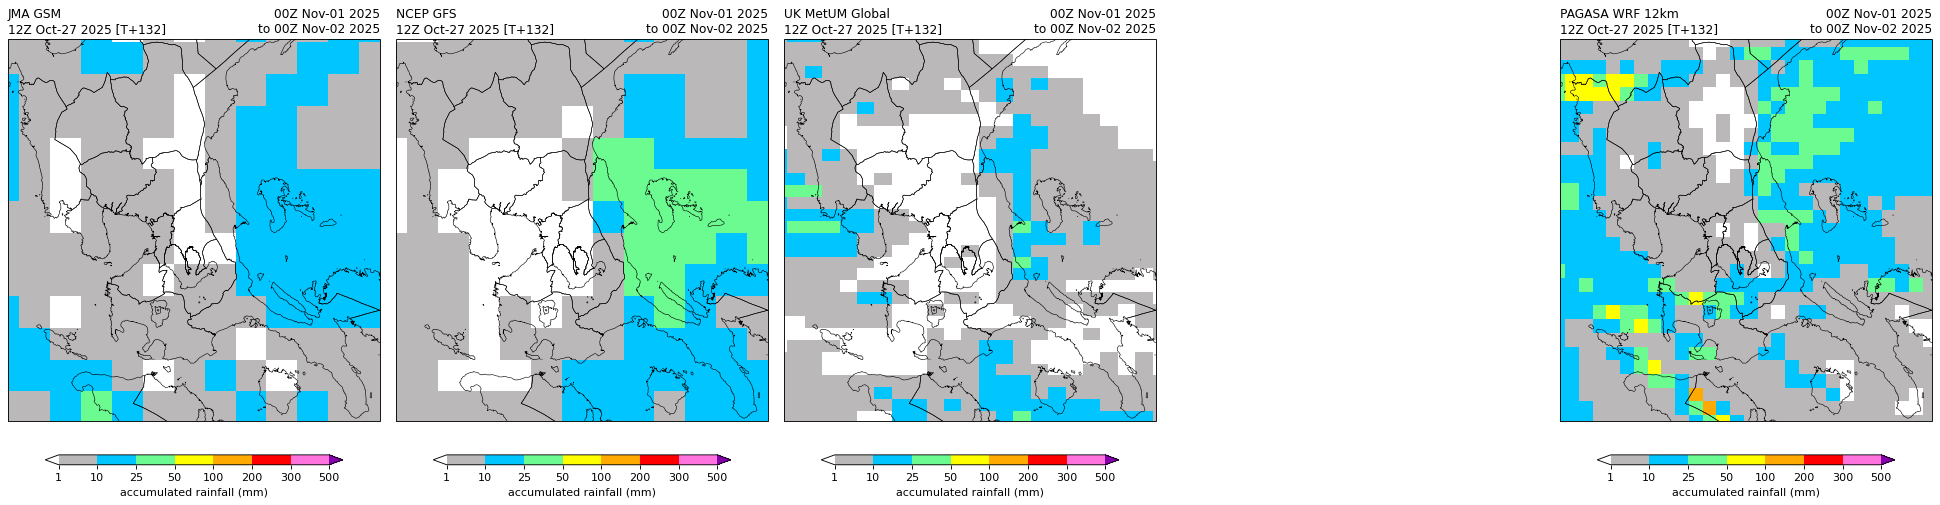 JMA GSM 00Z Nov-01 2025
12Z Oct-27 2025 [T+132] to 00Z Nov-02 2025
NCEP GFS 00Z Nov-01 2025
12Z Oct-27 2025 [T+132] to 00Z Nov-02 2025
UK MetUM Global 00Z Nov-01 2025
12Z Oct-27 2025 [T+132] to 00Z Nov-02 2025
PAGASA WRF 12km 00Z Nov-01 2025
12Z Oct-27 2025 [T+132] to 00Z Nov-02 2025
1 10 25 50 100 200 300 500
accumulated rainfall (mm)
1 10 25 50 100 200 300 500
accumulated rainfall (mm)
1 10 25 50 100 200 300 500
accumulated rainfall (mm)
1 10 25 50 100 200 300 500
accumulated rainfall (mm)